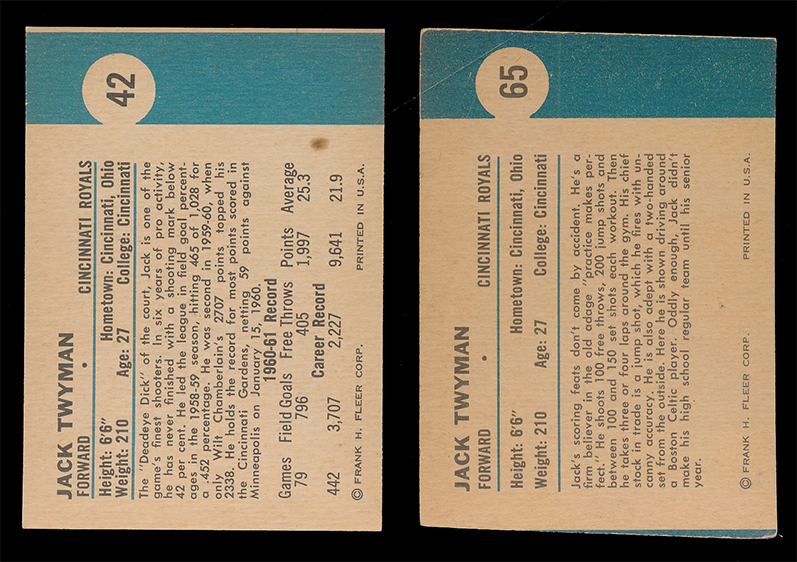 42
JACK TWYMAN
FORWARD • CINCINNATI ROYALS
Height: 6'6" Hometown: Cincinnati, Ohio
Weight: 210 Age: 27 College: Cincinnati
The "Deadeye Dick" of the court, Jack is one of the
game's finest shooters. In six years of pro activity,
he has never finished with a shooting mark below
42 per cent. He led the league in field goal percent-
ages in the 1958-59 season, hitting 465 of 1,028 for
a .452 percentage. He was second in 1959-60, when
only Wilt Chamberlain's 2707 points topped his
2338. He holds the record for most points scored in
the Cincinnati Gardens, netting 59 points against
Minneapolis on January 15, 1960.
1960-61 Record
Games Field Goals Free Throws Points Average
79 796 405 1,997 25.3
Career Record
442 3,707 2,227 9,641 21.9
© FRANK H. FLEER CORP. PRINTED IN U.S.A.
65
JACK TWYMAN
FORWARD • CINCINNATI ROYALS
Height: 6'6" Hometown: Cincinnati, Ohio
Weight: 210 Age: 27 College: Cincinnati
Jack's scoring feats don't come by accident. He's a
firm believer in the old adage "practice makes per-
fect." He shoots 100 free throws, 200 jump shots and
between 100 and 150 set shots each workout. Then
he takes three or four laps around the gym. His chief
stock in trade is a jump shot, which he fires with un-
canny accuracy. He is also adept with a two-handed
set from the outside. Here he is shown driving around
a Boston Celtic player. Oddly enough, Jack didn't
make his high school regular team until his senior
year.
© FRANK H. FLEER CORP. PRINTED IN U.S.A.